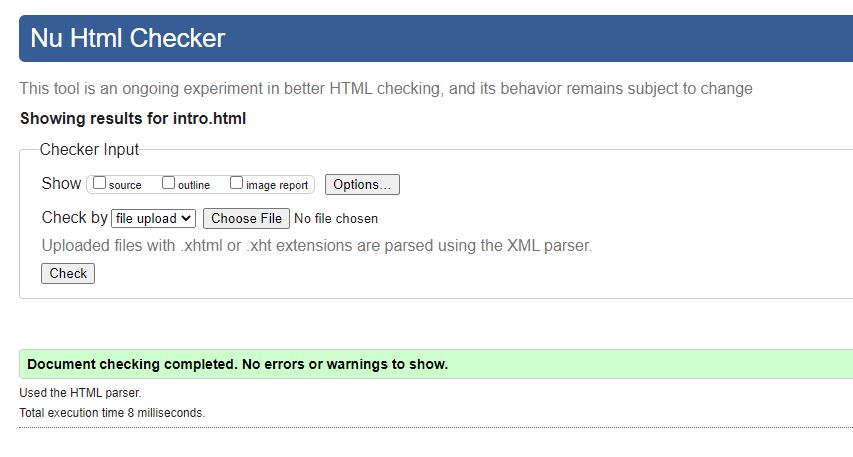 Nu Html Checker
This tool is an ongoing experiment in better HTML checking, and its behavior remains subject to change
Showing results for intro.html
Checker Input
Show source outline image report Options...
Check by file upload Choose File No file chosen
Uploaded files with .xhtml or .xht extensions are parsed using the XML parser.
Check
Document checking completed. No errors or warnings to show.
Used the HTML parser.
Total execution time 8 milliseconds.